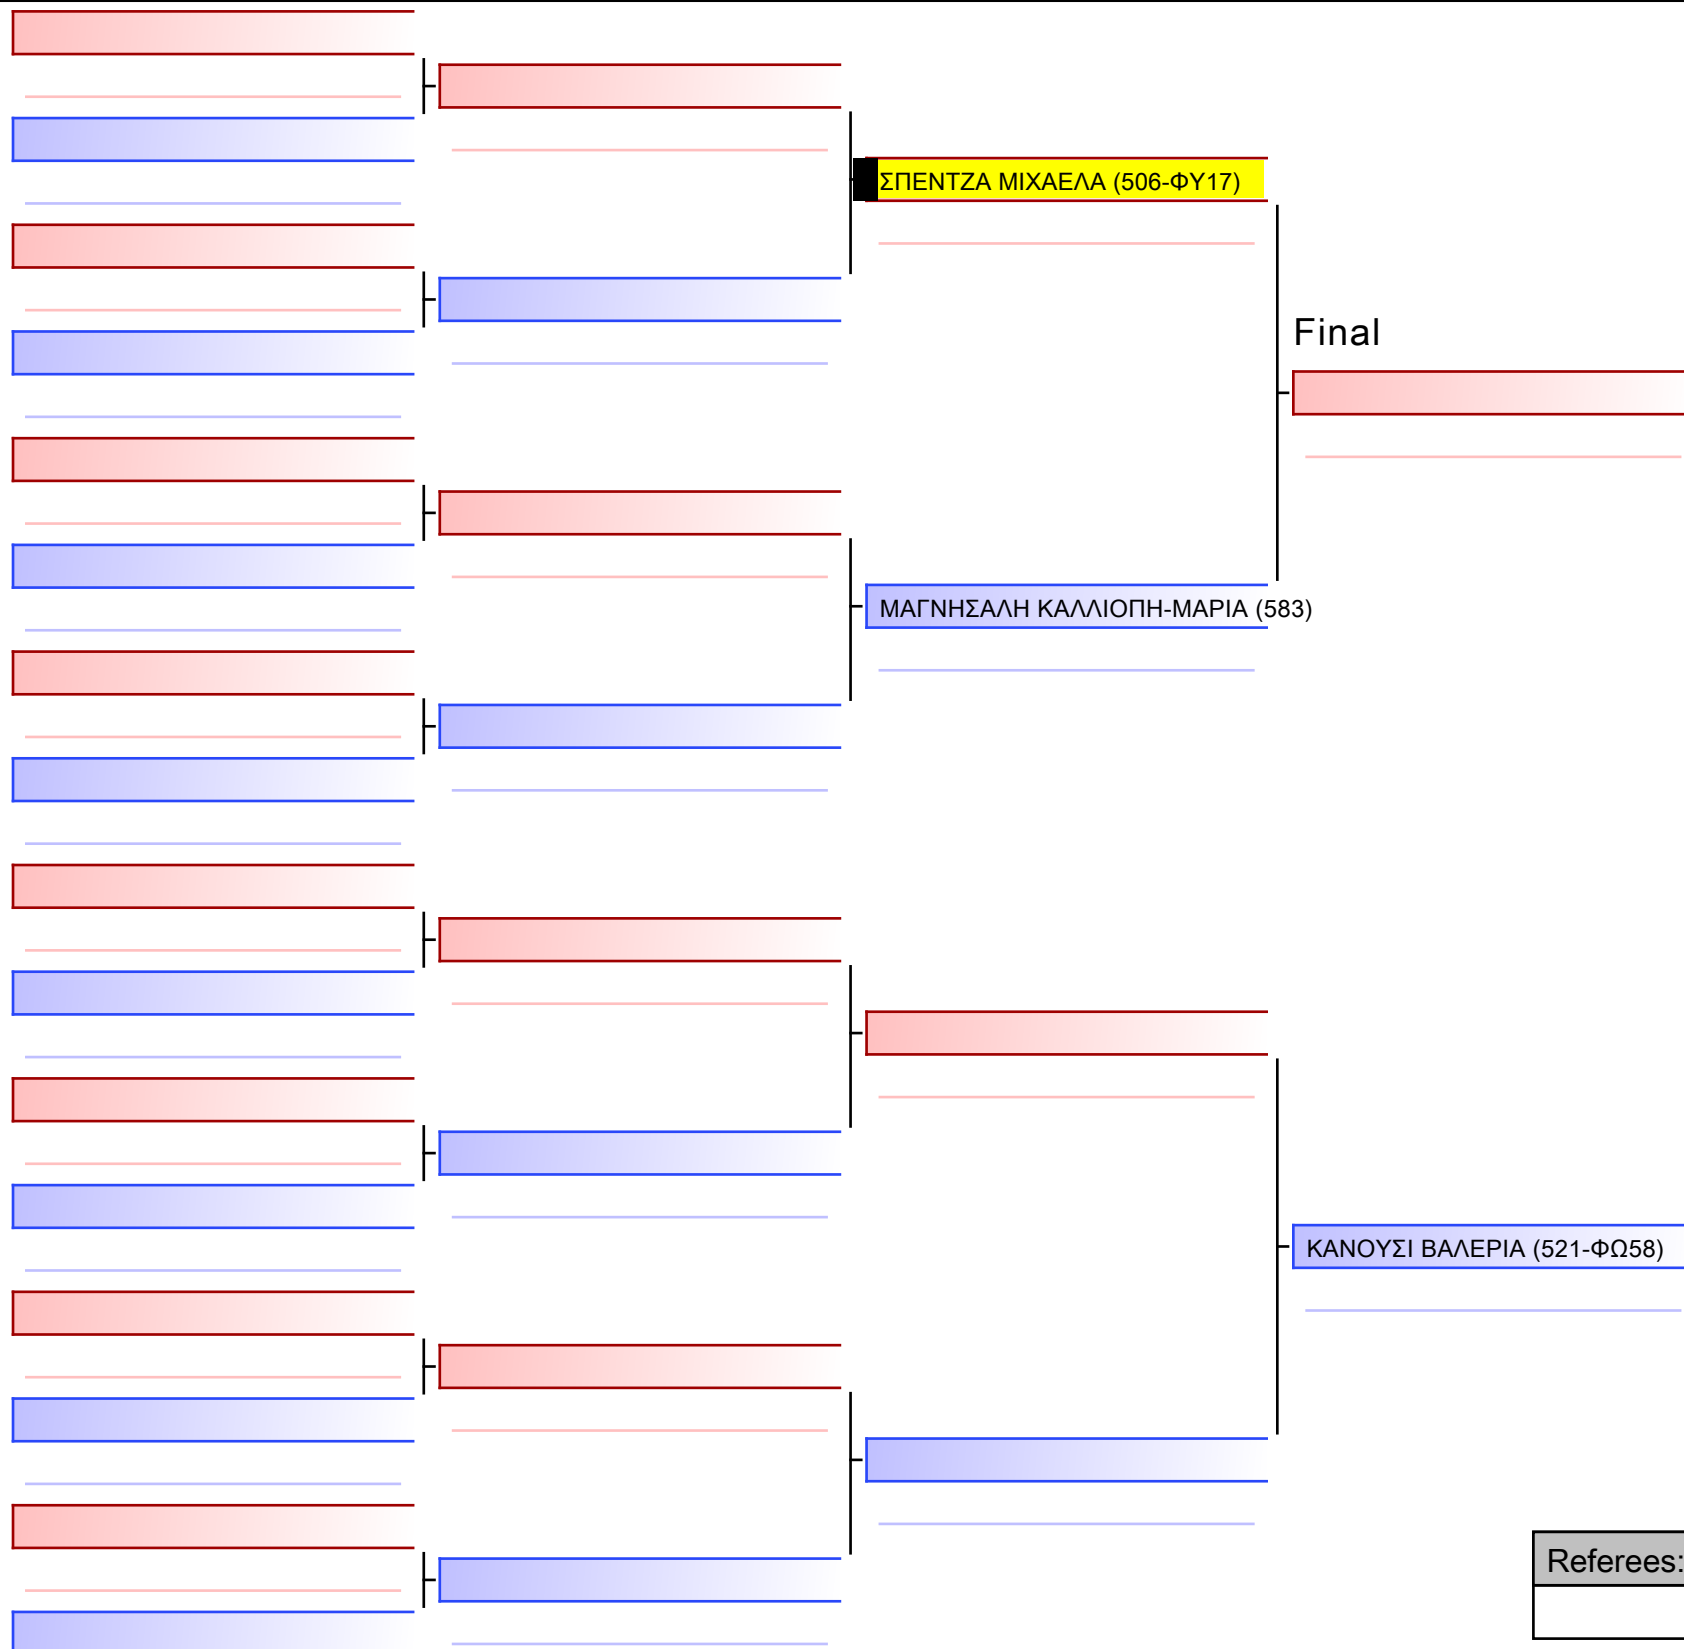 ΣΠΕΝΤΖΑ ΜΙΧΑΕΛΑ (506-ΦΥ17)
Final
ΜΑΓΝΗΣΑΛΗ ΚΑΛΛΙΟΠΗ-ΜΑΡΙΑ (583)
ΚΑΝΟΥΣΙ ΒΑΛΕΡΙΑ (521-ΦΩ58)
Referees: